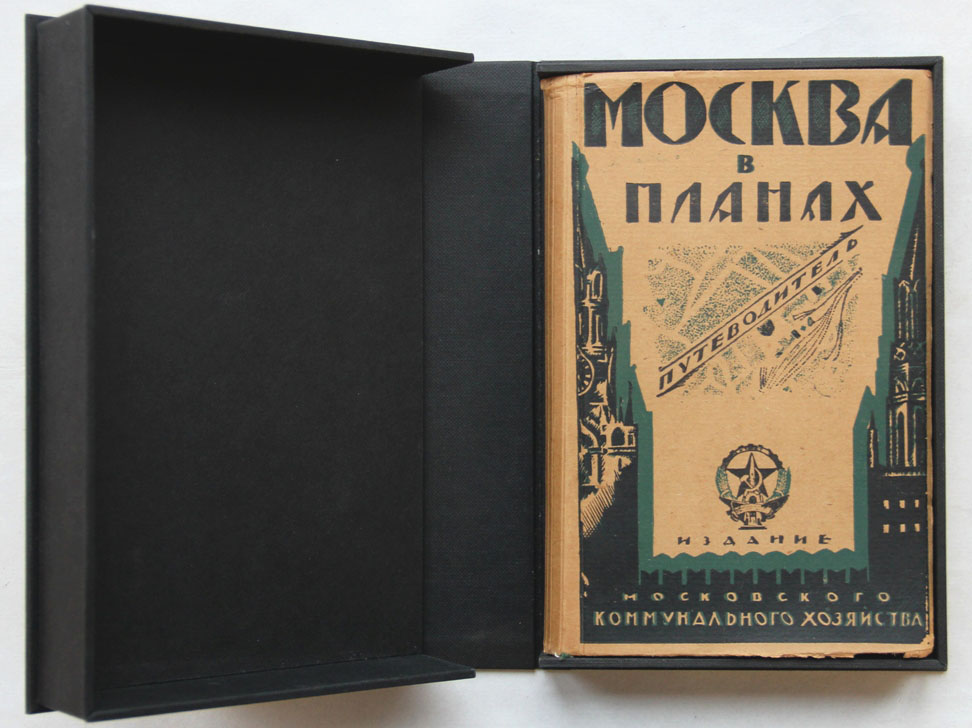 МОСКВА
В
ПЛАНАХ
ПУТЕВОДИТЕЛЬ
ИЗДАНИЕ
МОСКОВСКОГО
КОММУНАЛЬНОГО ХОЗЯЙСТВА